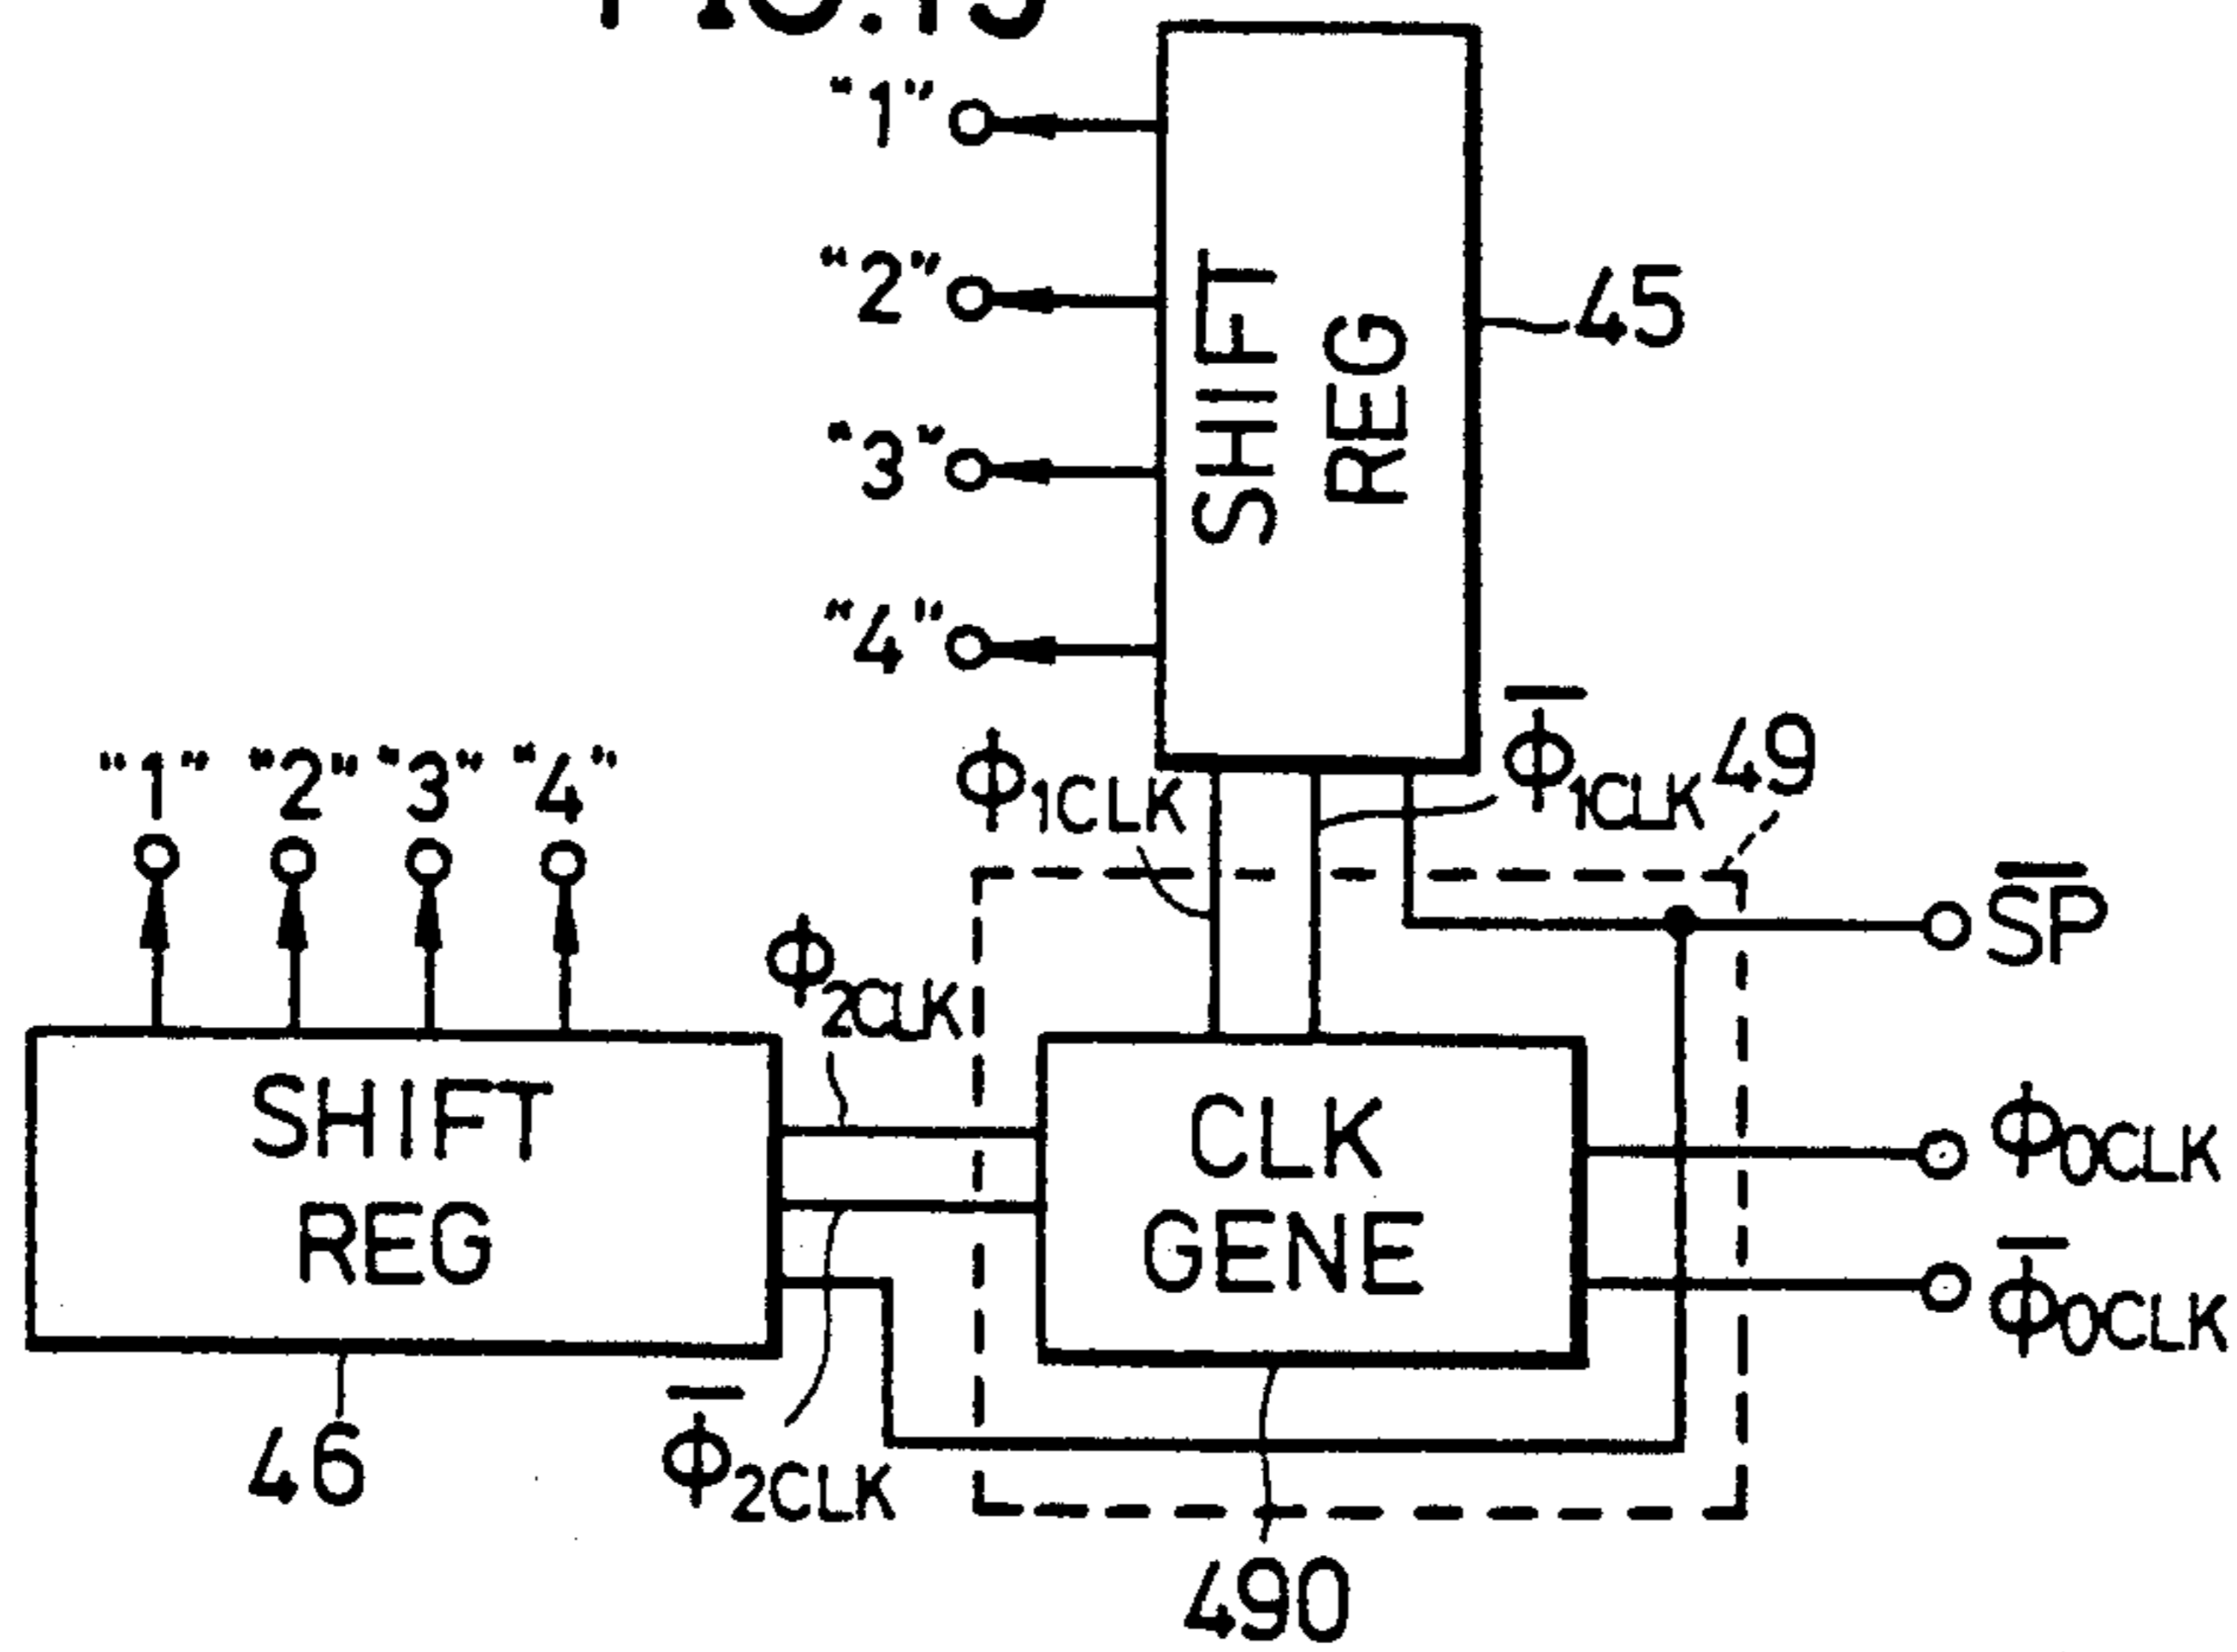 “1”
“2”
“3”
“4”
SHIFT
REG
45
“1” “2” “3” “4”
ϕ1CLK
ϕ̅1CLK
49
S̅P̅
ϕ2CLK
SHIFT
REG
CLK
GENE
ϕ0CLK
ϕ̅0CLK
46
ϕ̅2CLK
490